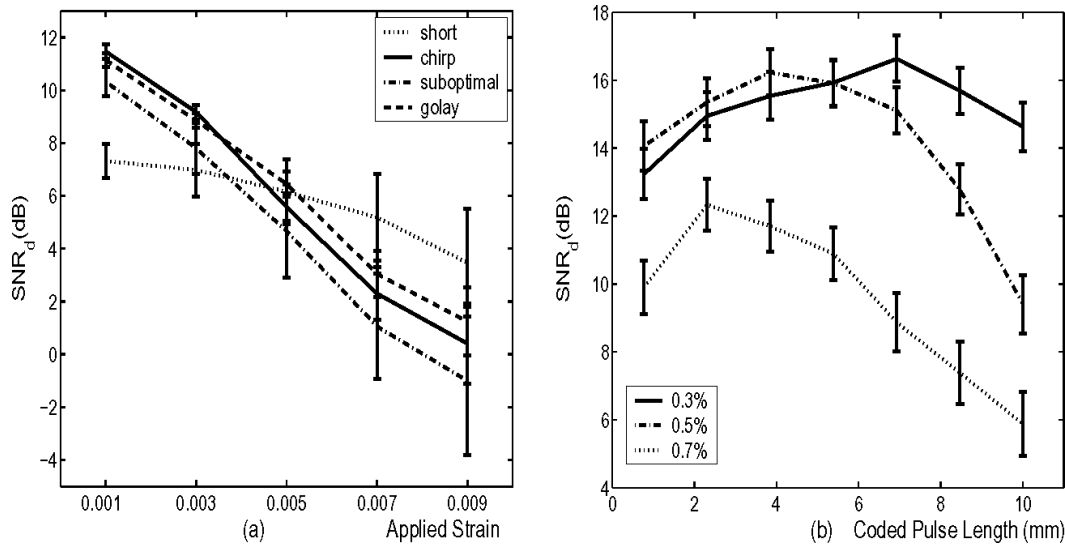 12
10
8
6
4
2
0
−2
−4
SNR_d(dB)
short
chirp
suboptimal
golay
0.001 0.003 0.005 0.007 0.009
(a) Applied Strain
18
16
14
12
10
8
6
4
SNR_d(dB)
0.3%
0.5%
0.7%
0 2 4 6 8 10
(b) Coded Pulse Length (mm)